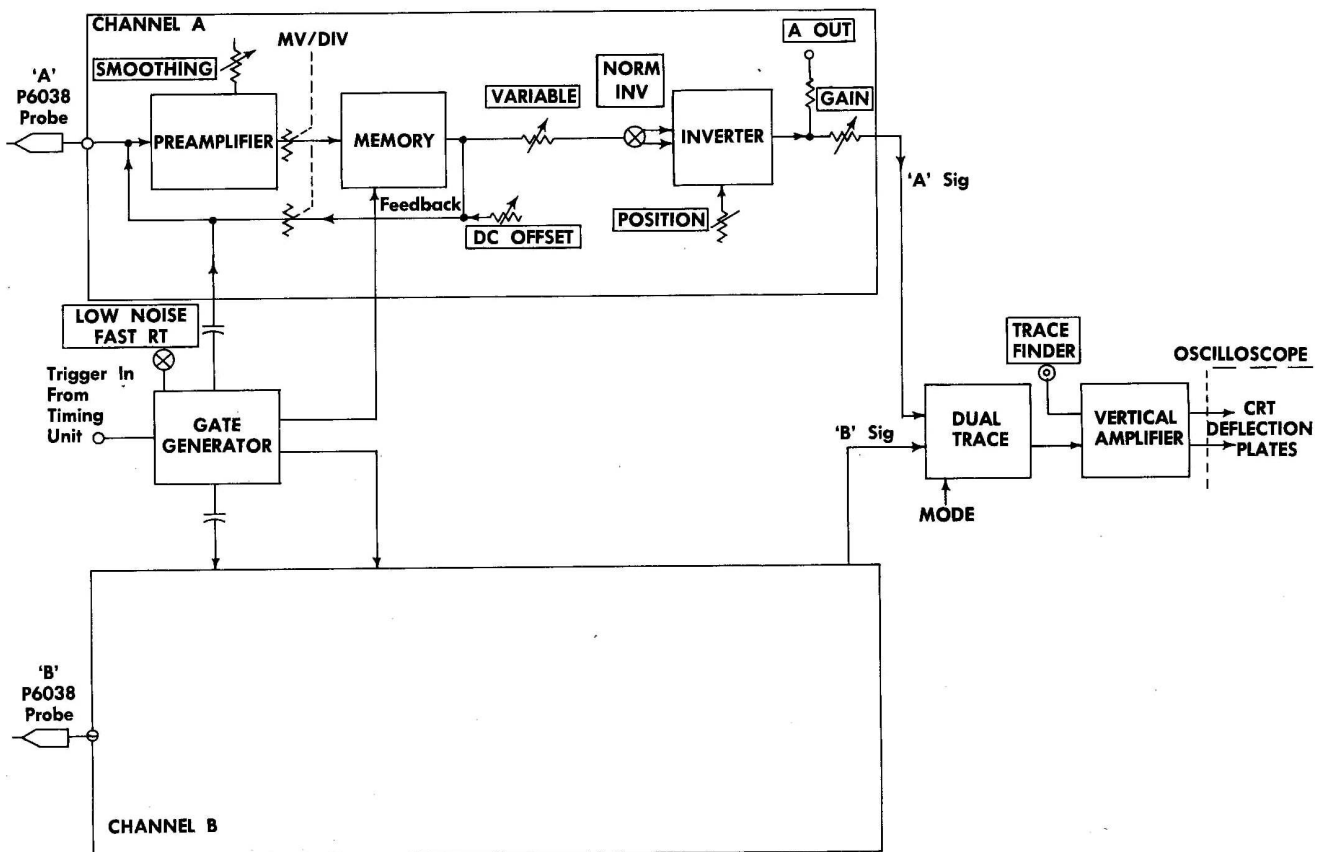 CHANNEL A
MV/DIV
A OUT
'A'
P6038
Probe
SMOOTHING
NORM
INV
VARIABLE
GAIN
PREAMPLIFIER
MEMORY
INVERTER
'A' Sig
Feedback
POSITION
DC OFFSET
LOW NOISE
FAST RT
Trigger In
From
Timing
Unit
GATE
GENERATOR
TRACE
FINDER
OSCILLOSCOPE
'B' Sig
DUAL
TRACE
VERTICAL
AMPLIFIER
CRT
DEFLECTION
PLATES
MODE
'B'
P6038
Probe
CHANNEL B